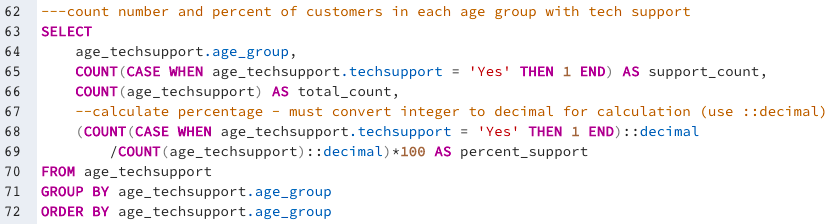 62 ---count number and percent of customers in each age group with tech support
63 SELECT
64     age_techsupport.age_group,
65     COUNT(CASE WHEN age_techsupport.techsupport = 'Yes' THEN 1 END) AS support_count,
66     COUNT(age_techsupport) AS total_count,
67     --calculate percentage - must convert integer to decimal for calculation (use ::decimal)
68     (COUNT(CASE WHEN age_techsupport.techsupport = 'Yes' THEN 1 END)::decimal
69         /COUNT(age_techsupport)::decimal)*100 AS percent_support
70 FROM age_techsupport
71 GROUP BY age_techsupport.age_group
72 ORDER BY age_techsupport.age_group